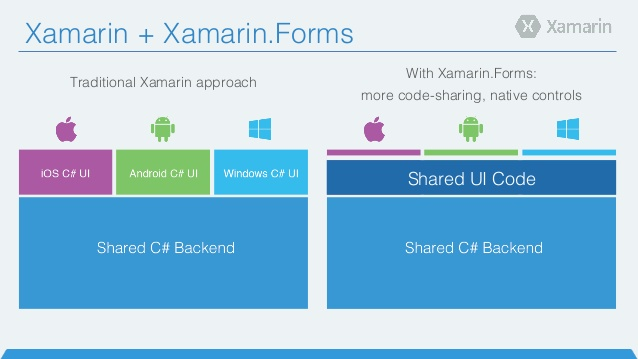 Xamarin + Xamarin.Forms
Xamarin
Traditional Xamarin approach
iOS C# UI
Android C# UI
Windows C# UI
Shared C# Backend
With Xamarin.Forms:
more code-sharing, native controls
Shared UI Code
Shared C# Backend